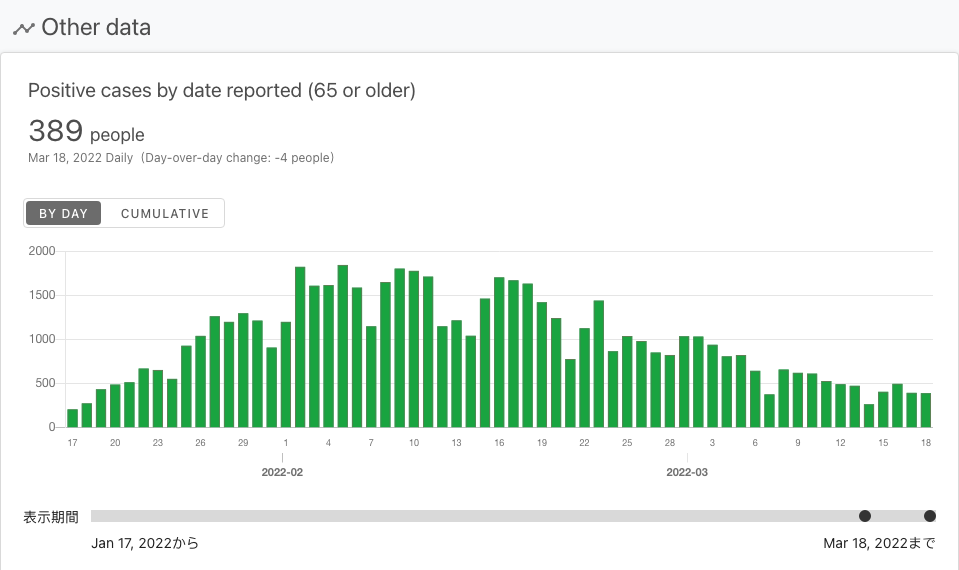 Other data
Positive cases by date reported (65 or older)
389 people
Mar 18, 2022 Daily (Day-over-day change: -4 people)
BY DAY CUMULATIVE
2000
1500
1000
500
0
17 20 23 26 29 1 4 7 10 13 16 19 22 25 28 3 6 9 12 15 18
2022-02 2022-03
表示期間
Jan 17, 2022から Mar 18, 2022まで